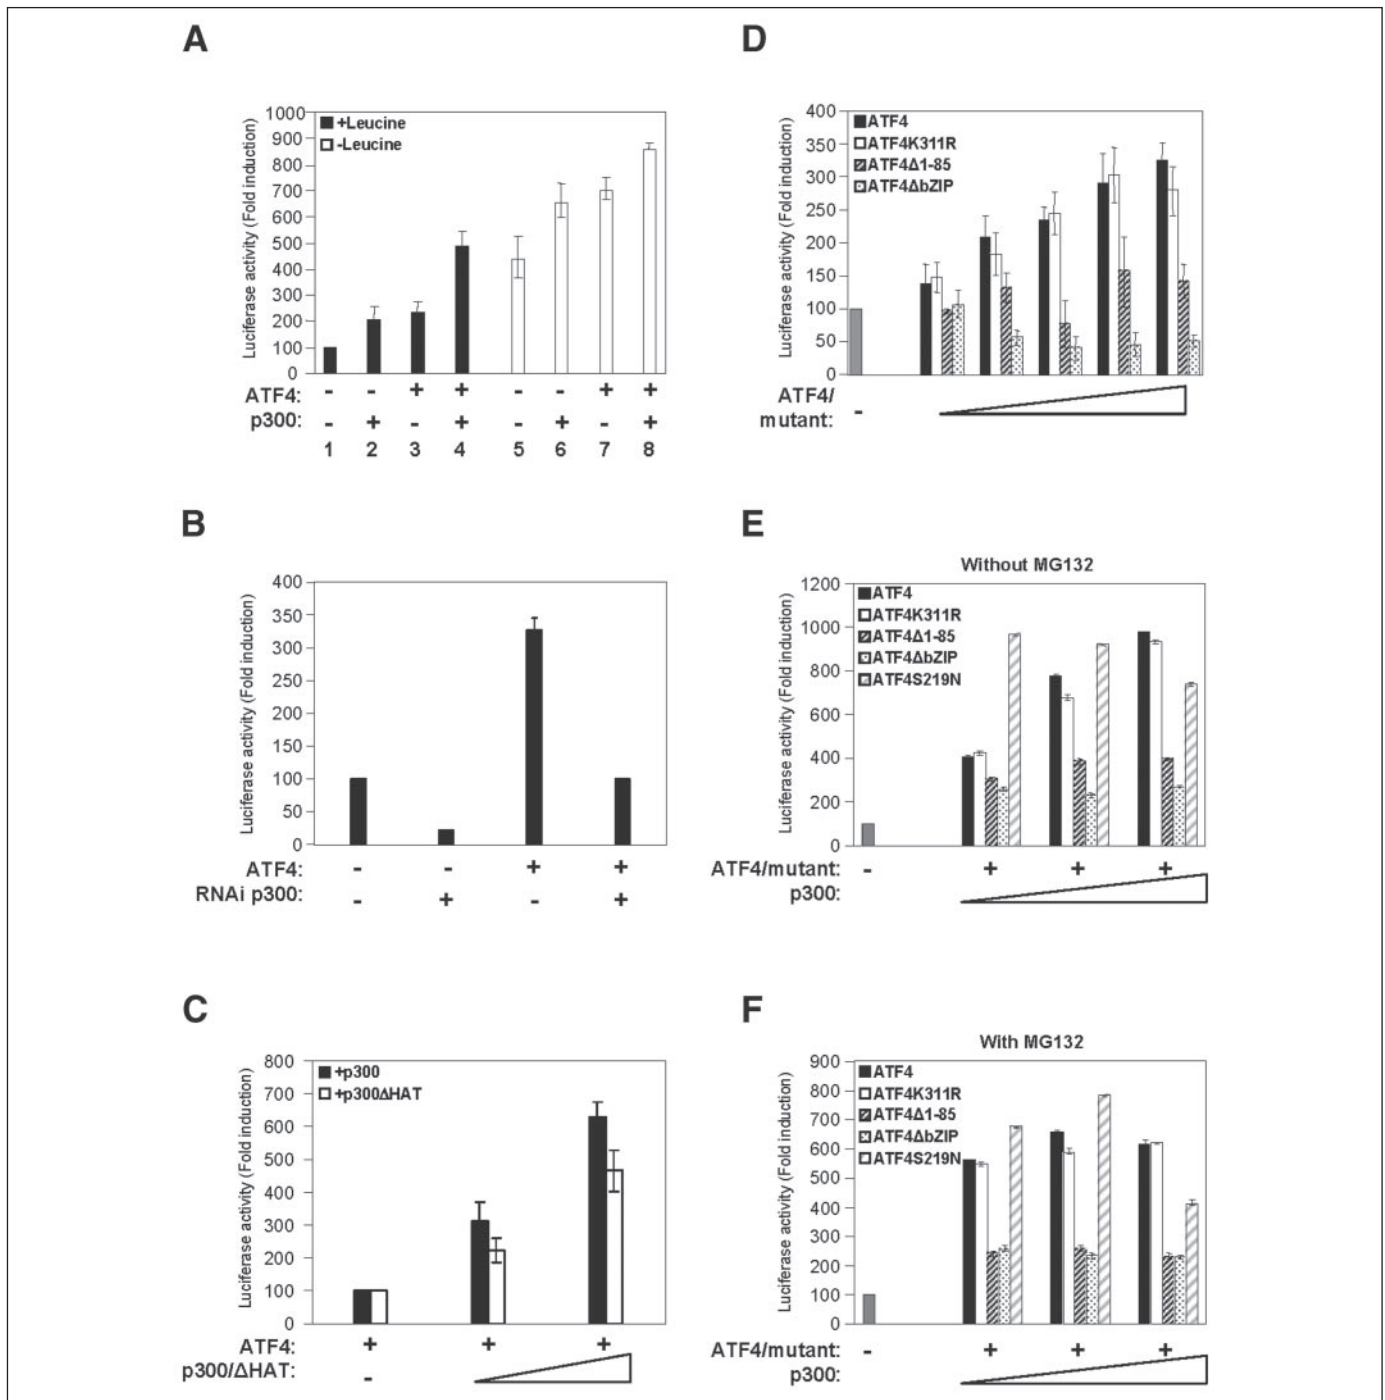 A
Luciferase activity (Fold induction)
1000
900
800
700
600
500
400
300
200
100
0
+Leucine
-Leucine
ATF4: - - + + - - + +
p300: - + - + - + - +
1 2 3 4 5 6 7 8
B
Luciferase activity (Fold induction)
400
350
300
250
200
150
100
50
0
ATF4: - - + +
RNAi p300: - + - +
C
Luciferase activity (Fold induction)
800
700
600
500
400
300
200
100
0
+p300
+p300ΔHAT
ATF4: + + +
p300/ΔHAT: -
D
Luciferase activity (Fold induction)
400
350
300
250
200
150
100
50
0
ATF4
ATF4K311R
ATF4Δ1-85
ATF4ΔbZIP
ATF4/
mutant: -
E
Without MG132
Luciferase activity (Fold induction)
1200
1000
800
600
400
200
0
ATF4
ATF4K311R
ATF4Δ1-85
ATF4ΔbZIP
ATF4S219N
ATF4/mutant: - + + +
p300:
F
With MG132
Luciferase activity (Fold induction)
900
800
700
600
500
400
300
200
100
0
ATF4
ATF4K311R
ATF4Δ1-85
ATF4ΔbZIP
ATF4S219N
ATF4/mutant: - + + +
p300: